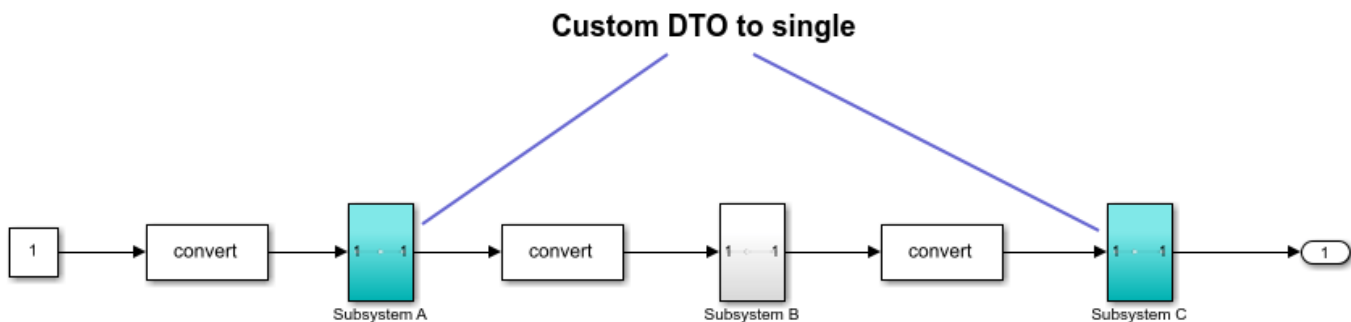 Custom DTO to single
1 convert 1 1 convert 1 1 convert 1 1 1
Subsystem A Subsystem B Subsystem C